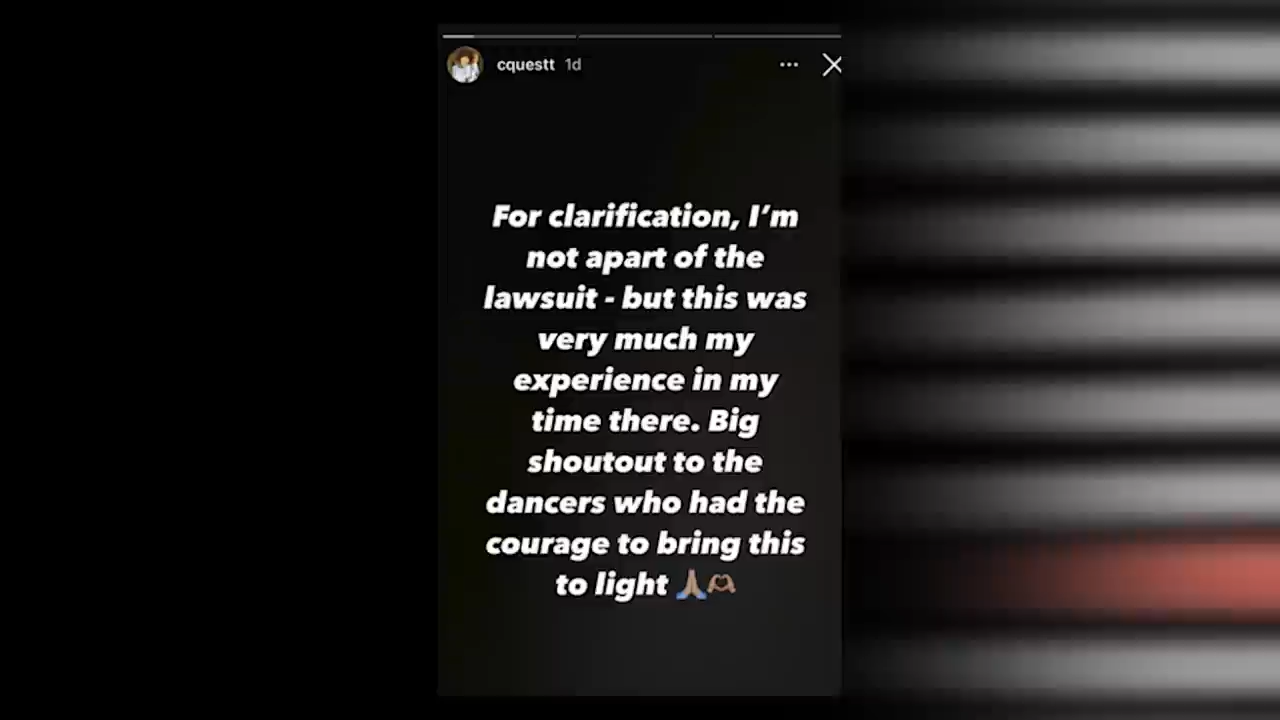 cquestt 1d
For clarification, I’m
not apart of the
lawsuit - but this was
very much my
experience in my
time there. Big
shoutout to the
dancers who had the
courage to bring this
to light 🙏🏽🫶🏽